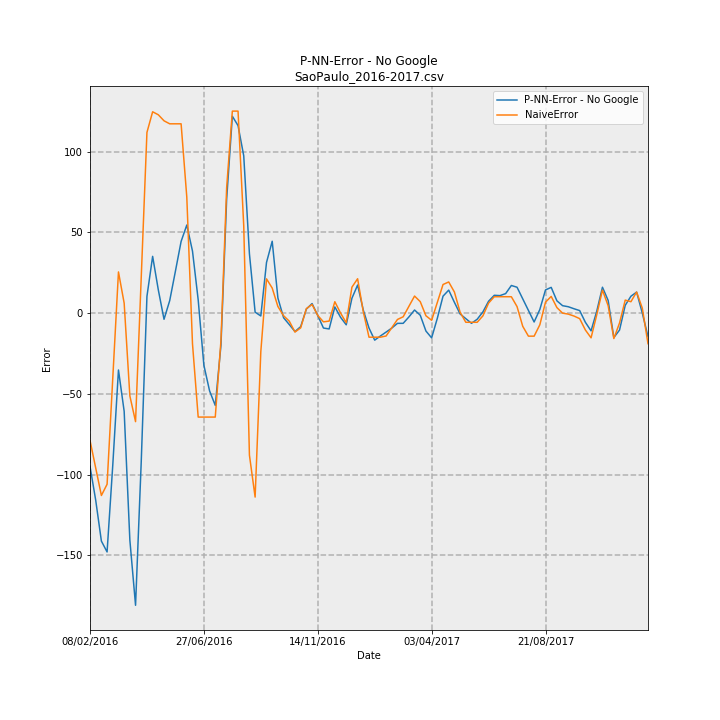 P-NN-Error - No Google
SaoPaulo_2016-2017.csv
P-NN-Error - No Google
NaiveError
100
50
0
−50
−100
−150
Error
08/02/2016
27/06/2016
14/11/2016
03/04/2017
21/08/2017
Date